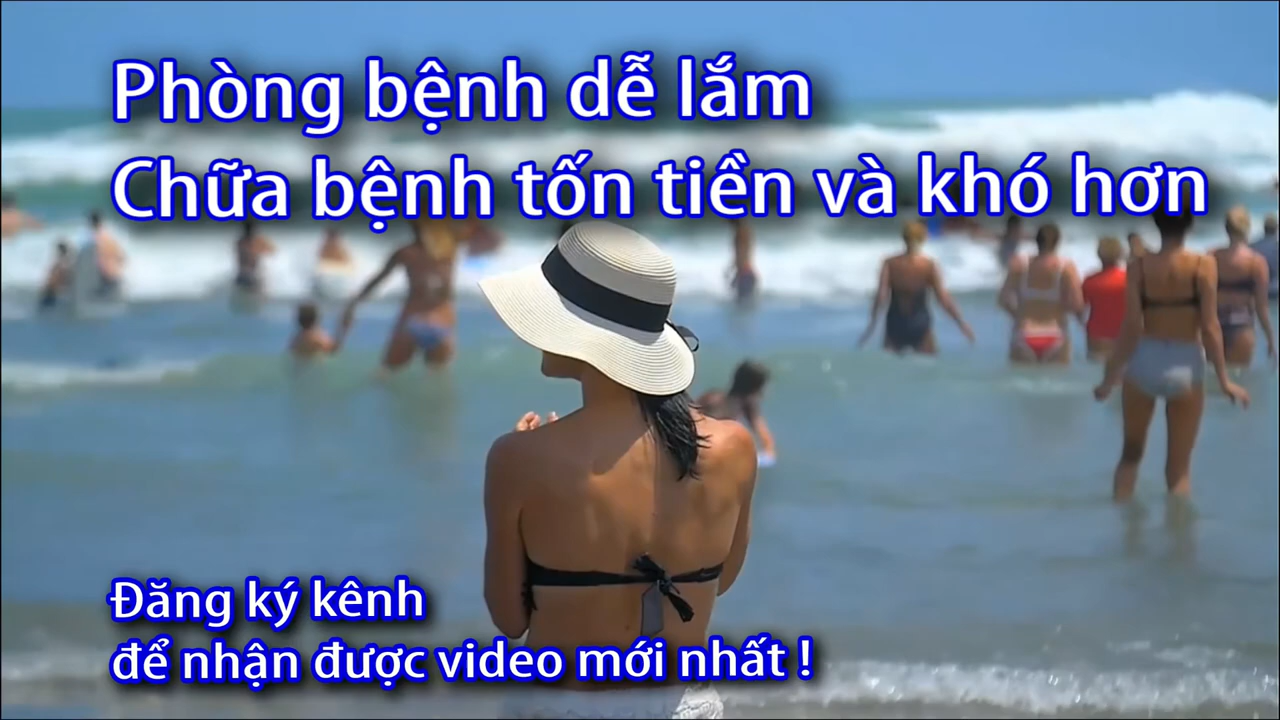 Phòng bệnh dễ lắm
Chữa bệnh tốn tiền và khó hơn
Đăng ký kênh
để nhận được video mới nhất !